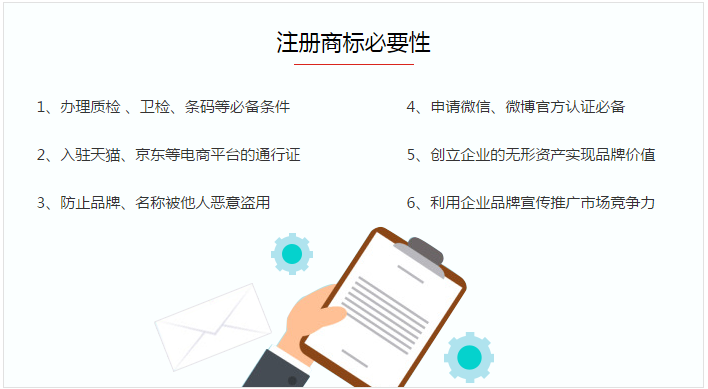 注册商标必要性
1、办理质检 、卫检、条码等必备条件
2、入驻天猫、京东等电商平台的通行证
3、防止品牌、名称被他人恶意盗用
4、申请微信、微博官方认证必备
5、创立企业的无形资产实现品牌价值
6、利用企业品牌宣传推广市场竞争力